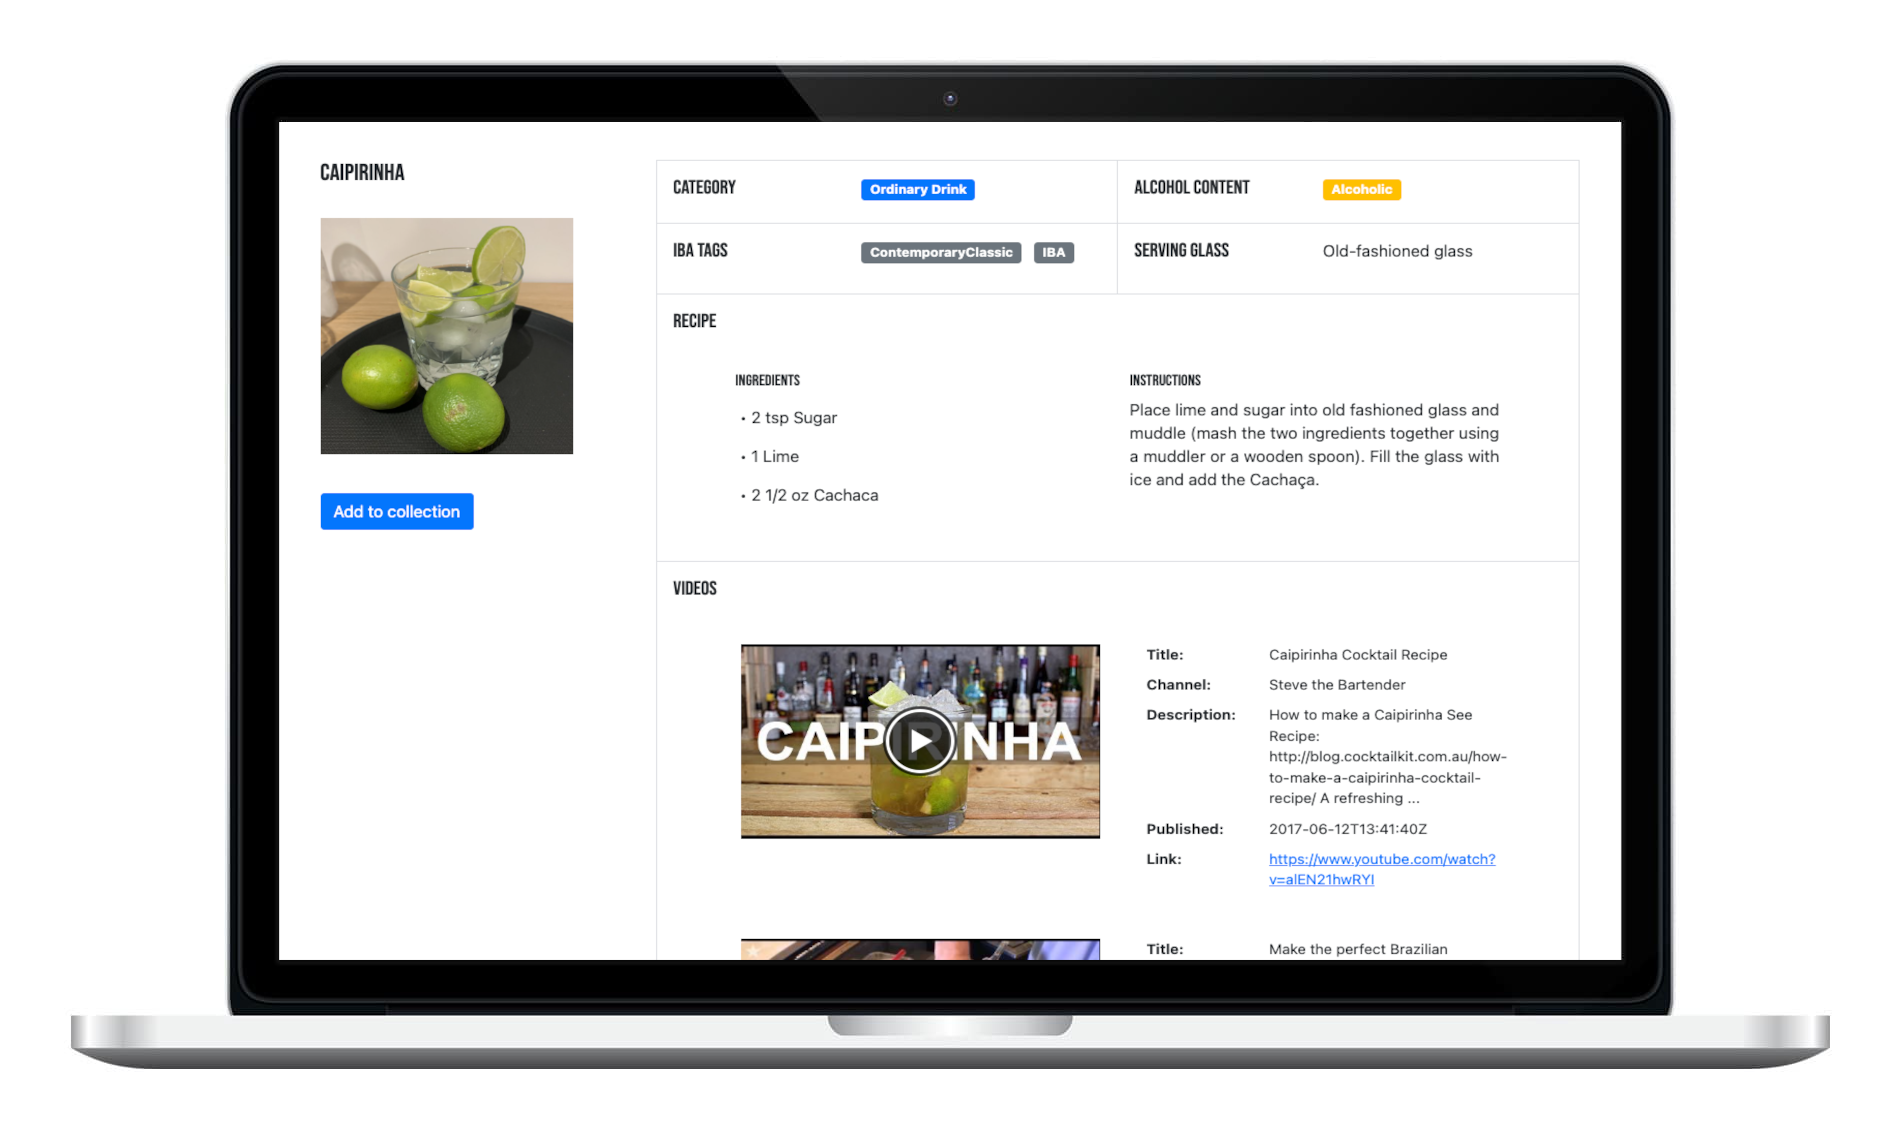 CAIPIRINHA
Add to collection
CATEGORY
Ordinary Drink
ALCOHOL CONTENT
Alcoholic
IBA TAGS
ContemporaryClassic
IBA
SERVING GLASS
Old-fashioned glass
RECIPE
INGREDIENTS
• 2 tsp Sugar
• 1 Lime
• 2 1/2 oz Cachaca
INSTRUCTIONS
Place lime and sugar into old fashioned glass and
muddle (mash the two ingredients together using
a muddler or a wooden spoon). Fill the glass with
ice and add the Cachaça.
VIDEOS
CAIPIRINHA
Title: Caipirinha Cocktail Recipe
Channel: Steve the Bartender
Description: How to make a Caipirinha See
Recipe:
http://blog.cocktailkit.com.au/how-
to-make-a-caipirinha-cocktail-
recipe/ A refreshing ...
Published: 2017-06-12T13:41:40Z
Link: https://www.youtube.com/watch?
v=alEN21hwRYI
Title: Make the perfect Brazilian